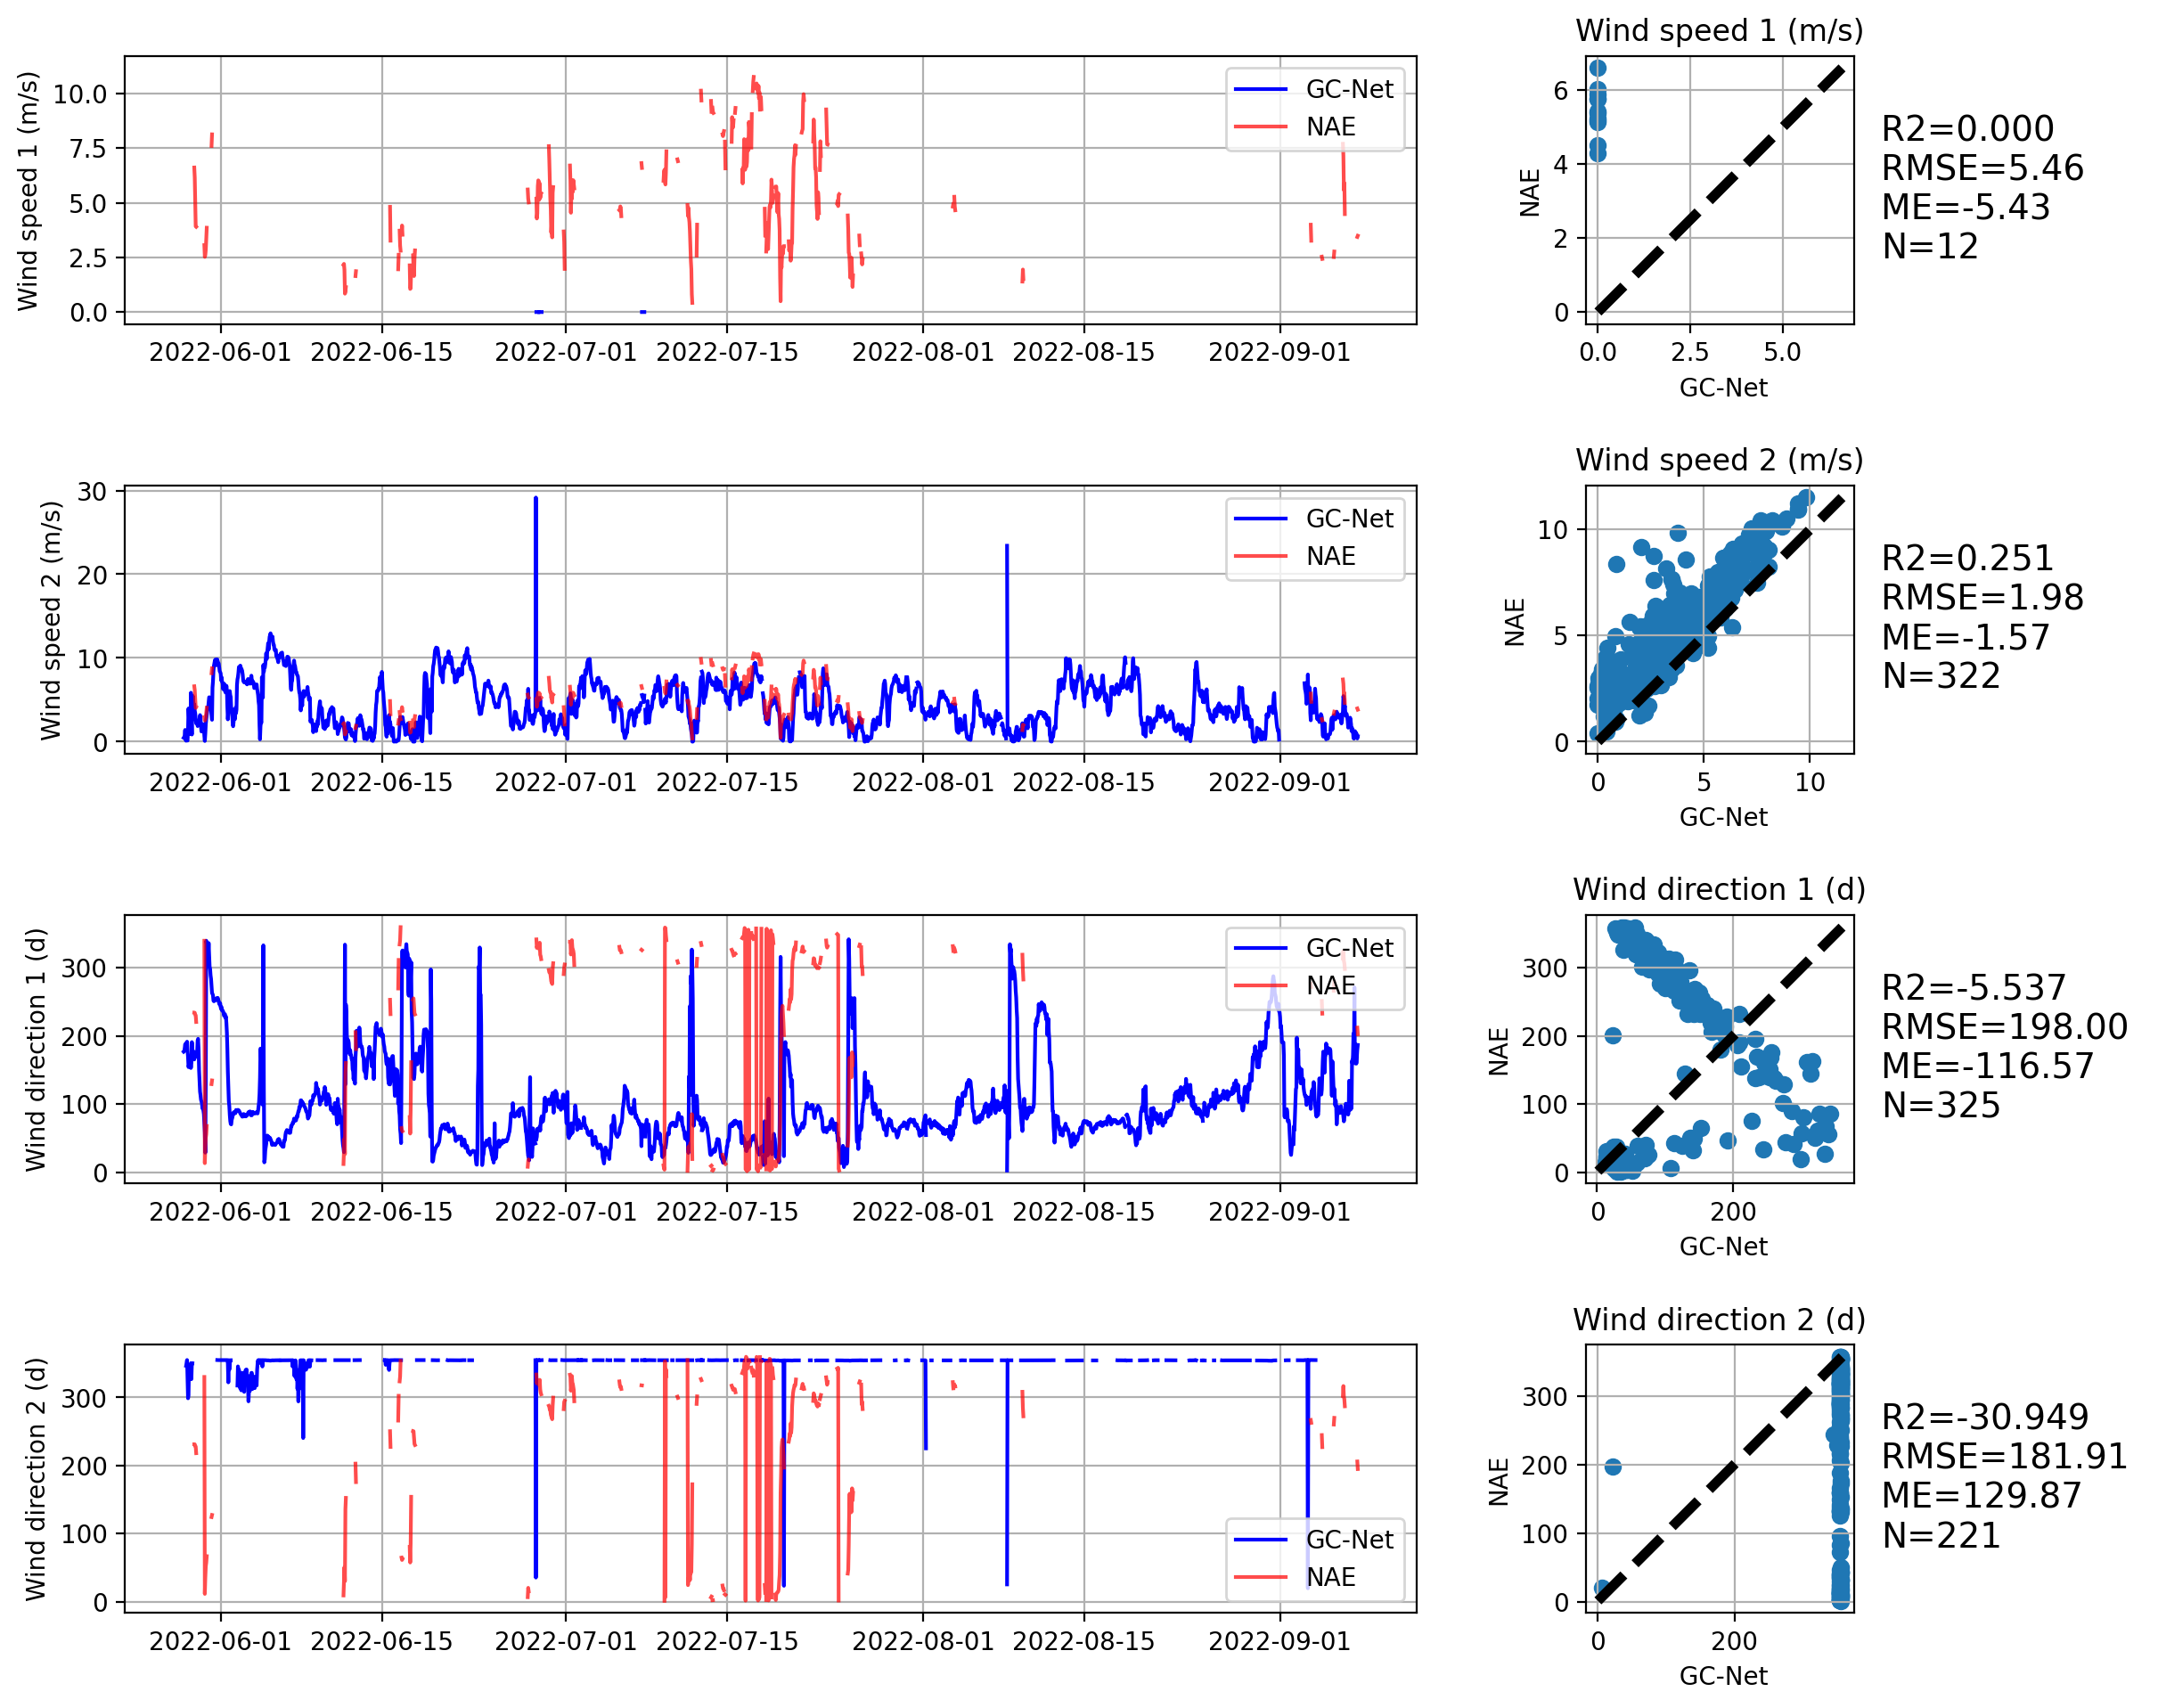 Wind speed 1 (m/s)
10.0
7.5
5.0
2.5
0.0
GC-Net
NAE
2022-06-01 2022-06-15 2022-07-01 2022-07-15 2022-08-01 2022-08-15 2022-09-01
Wind speed 1 (m/s)
NAE
6
4
2
0
0.0 2.5 5.0
GC-Net
R2=0.000
RMSE=5.46
ME=-5.43
N=12
Wind speed 2 (m/s)
30
20
10
0
GC-Net
NAE
2022-06-01 2022-06-15 2022-07-01 2022-07-15 2022-08-01 2022-08-15 2022-09-01
Wind speed 2 (m/s)
NAE
10
5
0
0 5 10
GC-Net
R2=0.251
RMSE=1.98
ME=-1.57
N=322
Wind direction 1 (d)
300
200
100
0
GC-Net
NAE
2022-06-01 2022-06-15 2022-07-01 2022-07-15 2022-08-01 2022-08-15 2022-09-01
Wind direction 1 (d)
NAE
300
200
100
0
0 200
GC-Net
R2=-5.537
RMSE=198.00
ME=-116.57
N=325
Wind direction 2 (d)
300
200
100
0
GC-Net
NAE
2022-06-01 2022-06-15 2022-07-01 2022-07-15 2022-08-01 2022-08-15 2022-09-01
Wind direction 2 (d)
NAE
300
200
100
0
0 200
GC-Net
R2=-30.949
RMSE=181.91
ME=129.87
N=221